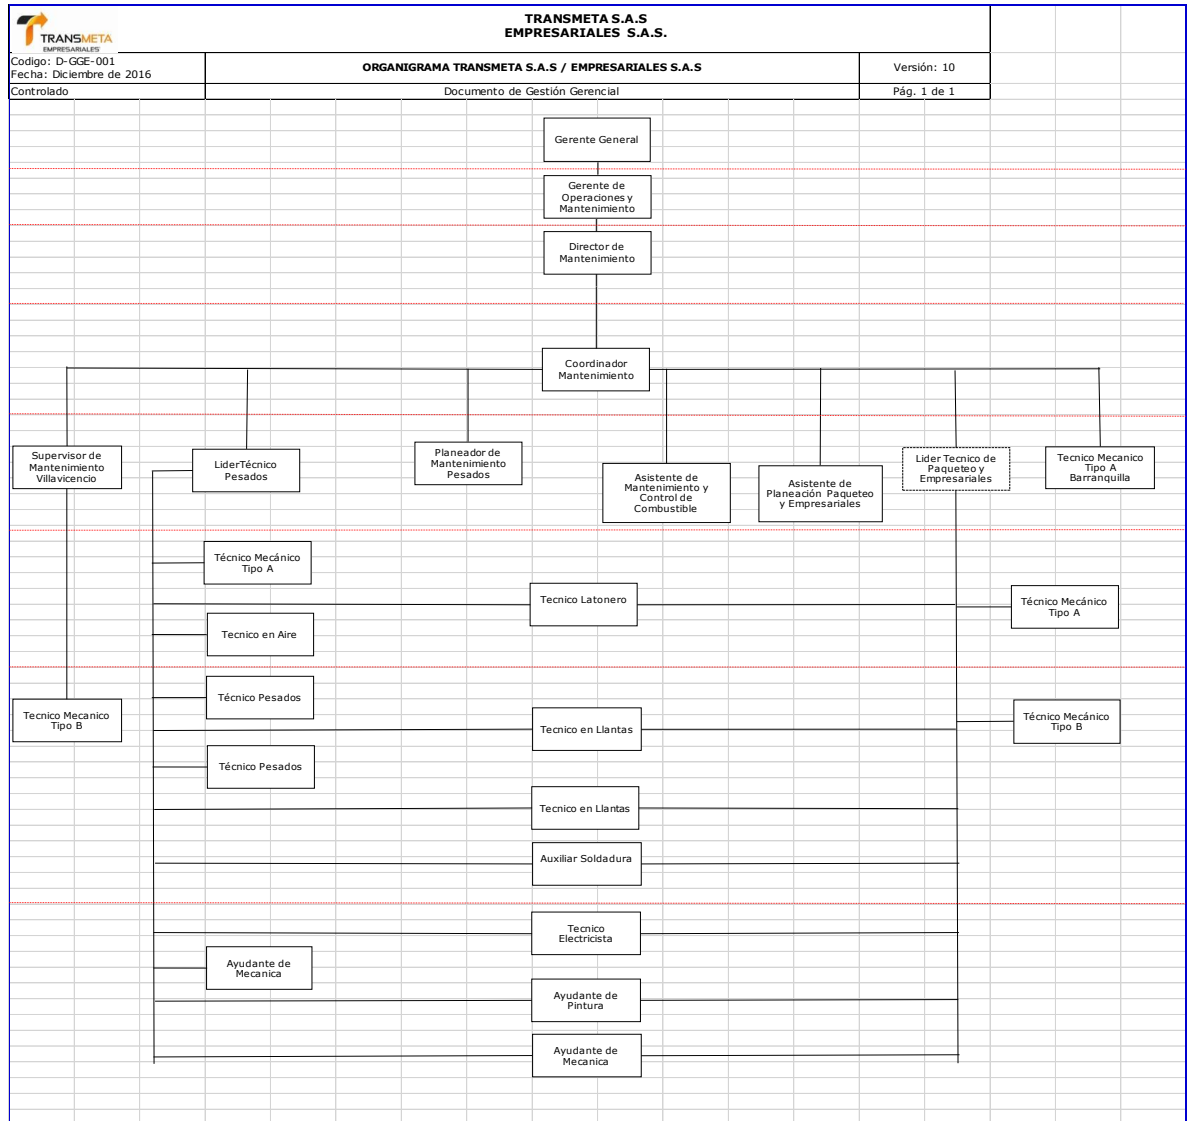 TRANSMETA
EMPRESARIALES
TRANSMETA S.A.S
EMPRESARIALES S.A.S.
Codigo: D-GGE-001
Fecha: Diciembre de 2016
ORGANIGRAMA TRANSMETA S.A.S / EMPRESARIALES S.A.S
Versión: 10
Controlado
Documento de Gestión Gerencial
Pág. 1 de 1
Gerente General
Gerente de
Operaciones y
Mantenimiento
Director de
Mantenimiento
Coordinador
Mantenimiento
Supervisor de
Mantenimiento
Villavicencio
LiderTécnico
Pesados
Planeador de
Mantenimiento
Pesados
Asistente de
Mantenimiento y
Control de
Combustible
Asistente de
Planeación Paqueteo
y Empresariales
Lider Tecnico de
Paqueteo y
Empresariales
Tecnico Mecanico
Tipo A
Barranquilla
Técnico Mecánico
Tipo A
Tecnico Latonero
Técnico Mecánico
Tipo A
Tecnico en Aire
Técnico Pesados
Tecnico Mecanico
Tipo B
Tecnico en Llantas
Técnico Mecánico
Tipo B
Técnico Pesados
Tecnico en Llantas
Auxiliar Soldadura
Tecnico
Electricista
Ayudante de
Mecanica
Ayudante de
Pintura
Ayudante de
Mecanica